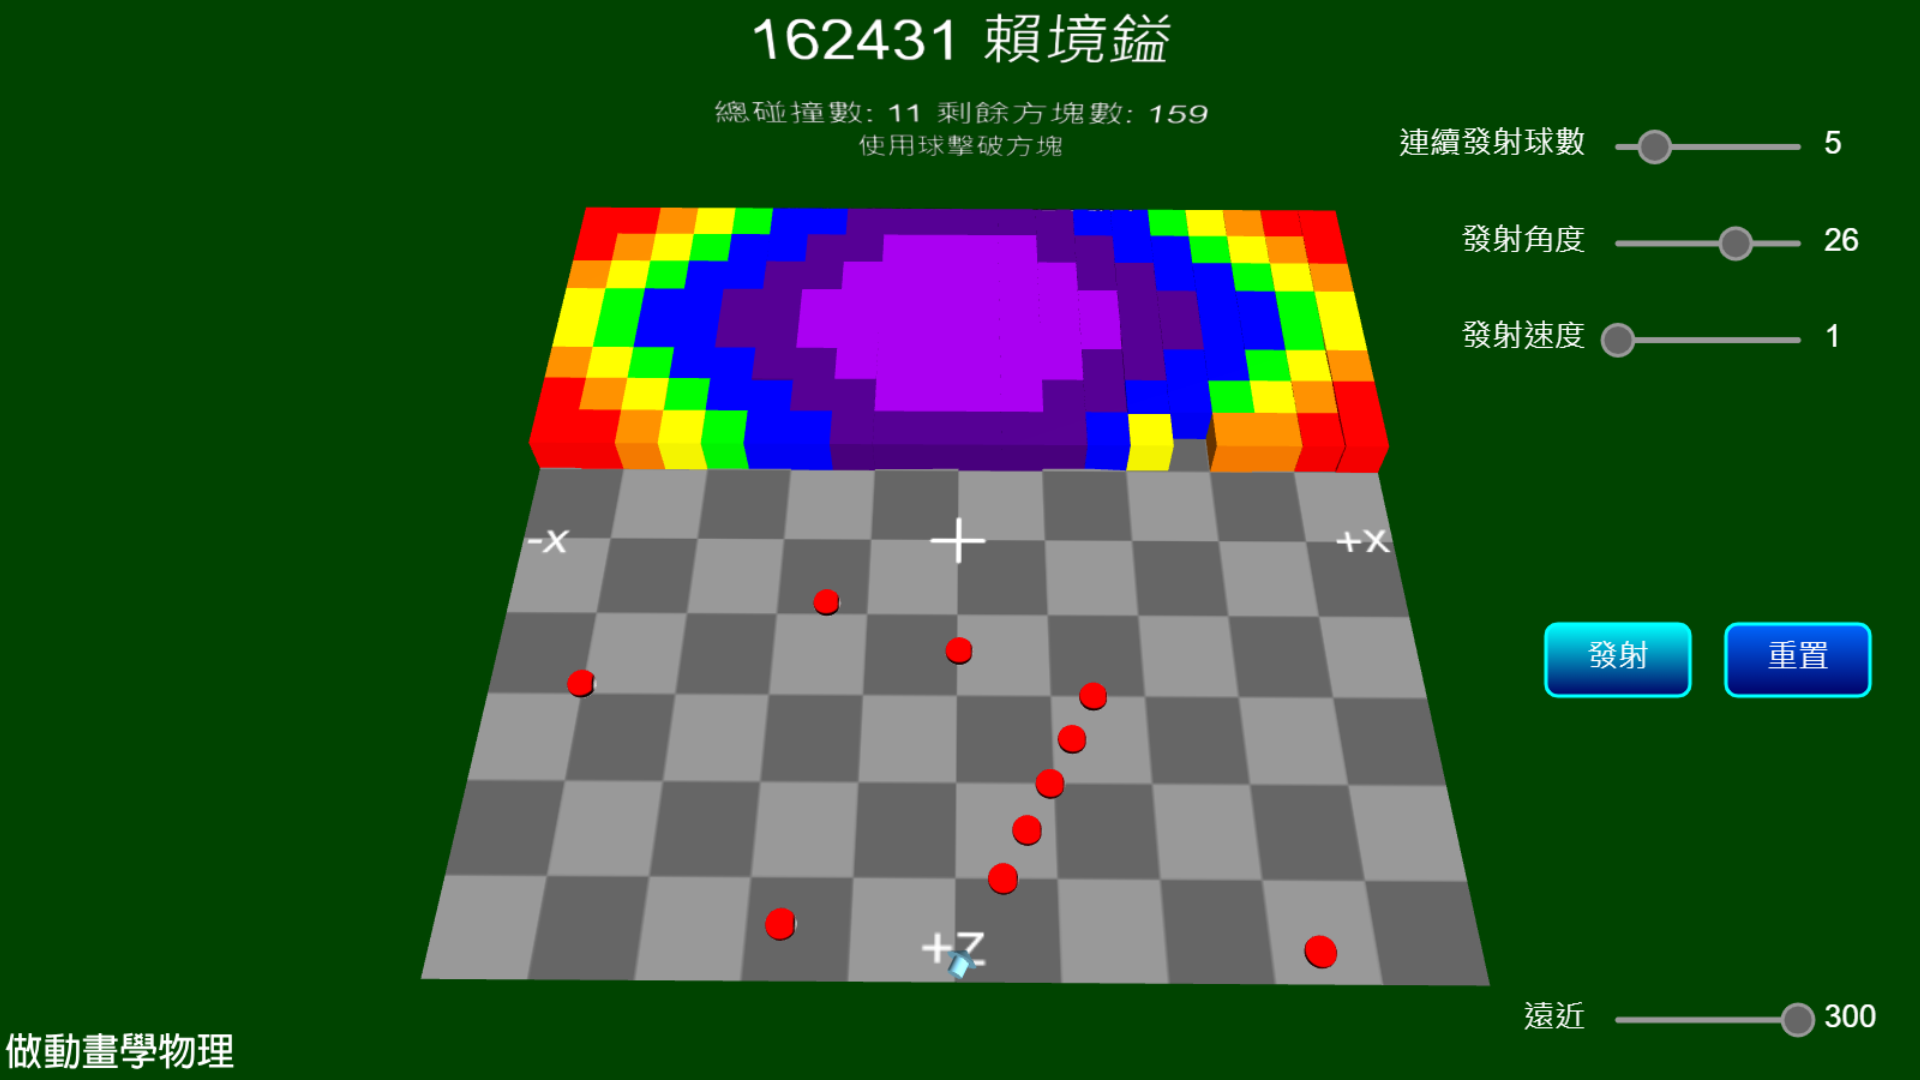 162431 賴境鎰
總碰撞數: 11 剩餘方塊數: 159
使用球擊破方塊
連續發射球數 5
發射角度 26
發射速度 1
-X
+X
發射
重置
+Z
遠近 300
做動畫學物理